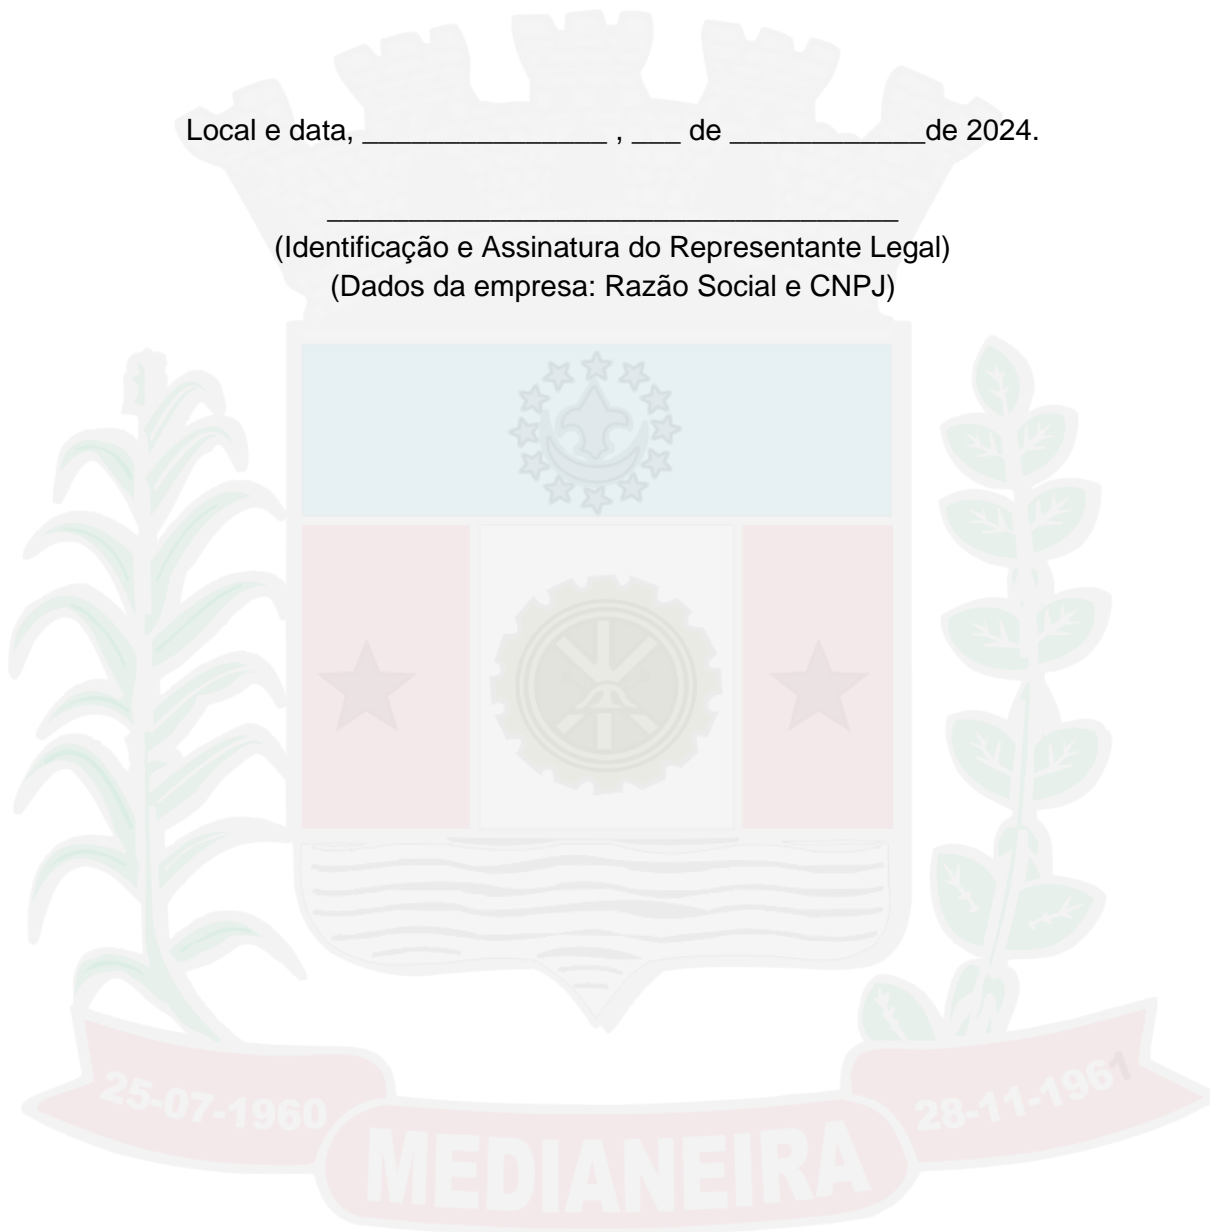 Local e data, _______________ , ___ de ____________de 2024.
___________________________________
(Identificação e Assinatura do Representante Legal)
(Dados da empresa: Razão Social e CNPJ)
25-07-1960
28-11-1961
MEDIANEIRA